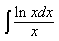 ∫ ln xdx / x